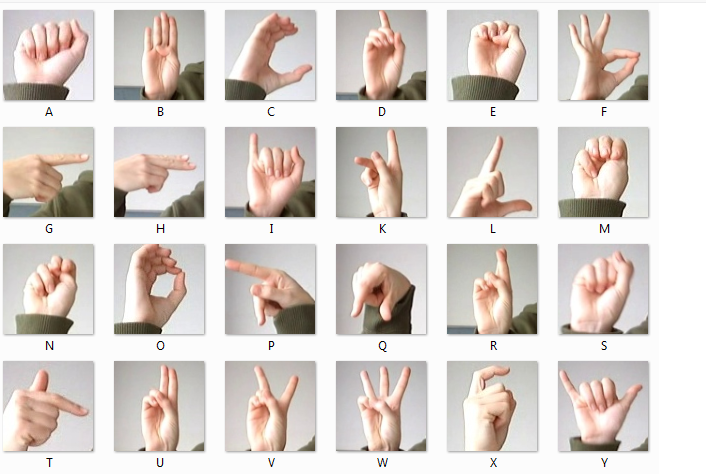 A B C D E F
G H I K L M
N O P Q R S
T U V W X Y